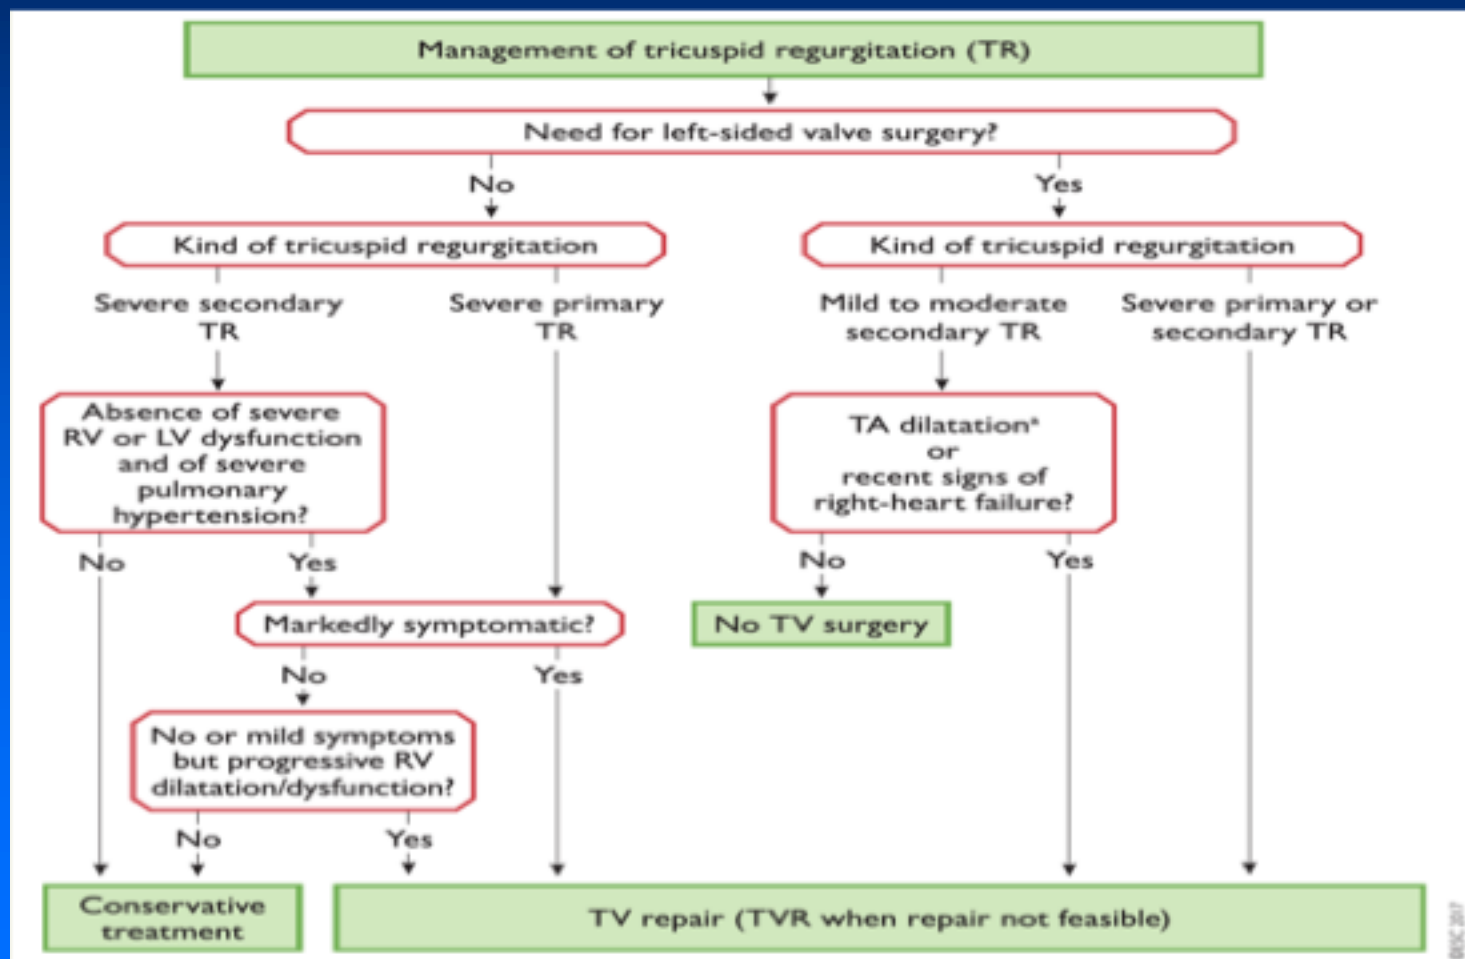 Management of tricuspid regurgitation (TR)
Need for left-sided valve surgery?
No
Yes
Kind of tricuspid regurgitation
Kind of tricuspid regurgitation
Severe secondary
TR
Severe primary
TR
Mild to moderate
secondary TR
Severe primary or
secondary TR
Absence of severe
RV or LV dysfunction
and of severe
pulmonary
hypertension?
TA dilatationᵃ
or
recent signs of
right-heart failure?
No
Yes
No
Yes
Markedly symptomatic?
No TV surgery
No
Yes
No or mild symptoms
but progressive RV
dilatation/dysfunction?
No
Yes
Conservative
treatment
TV repair (TVR when repair not feasible)
©ESC 2017